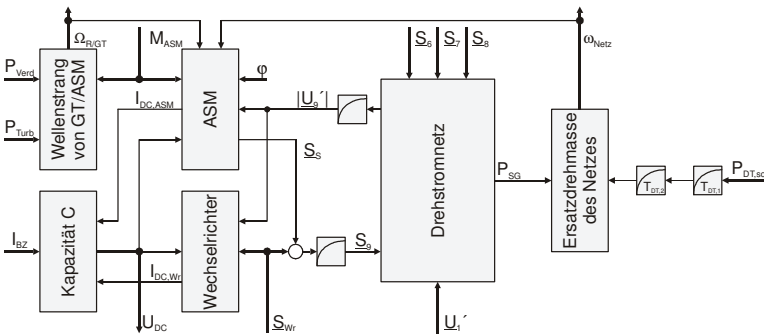 Ω_R/GT
M_ASM
S_6 S_7 S_8
ω_Netz
P_Verd
P_Turb
Wellenstrang
von GT/ASM
ASM
φ
I_DC,ASM
|U_9´|
S_S
Drehstromnetz
P_SG
Ersatzdrehmasse
des Netzes
T_DT,2
T_DT,1
I_BZ
Kapazität C
Wechselrichter
I_DC,Wr
S_9
U_DC
S_Wr
U_1´